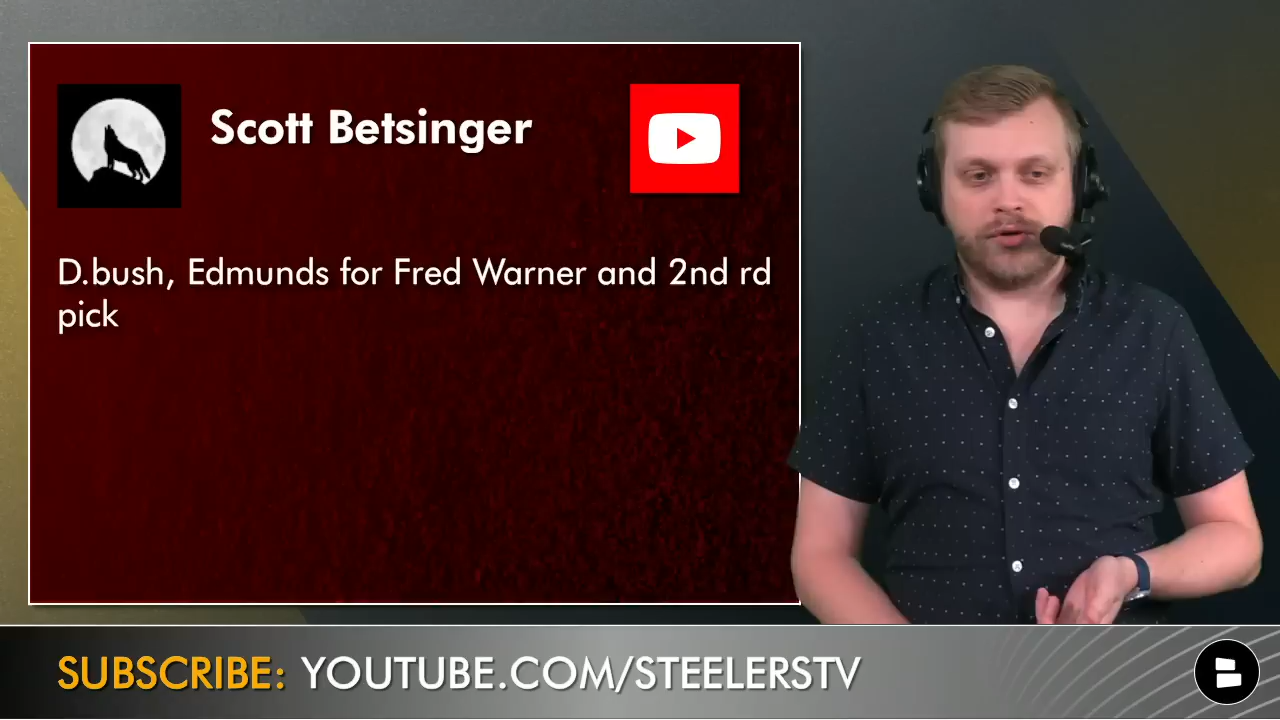 Scott Betsinger
D.bush, Edmunds for Fred Warner and 2nd rd
pick
SUBSCRIBE: YOUTUBE.COM/STEELERSTV